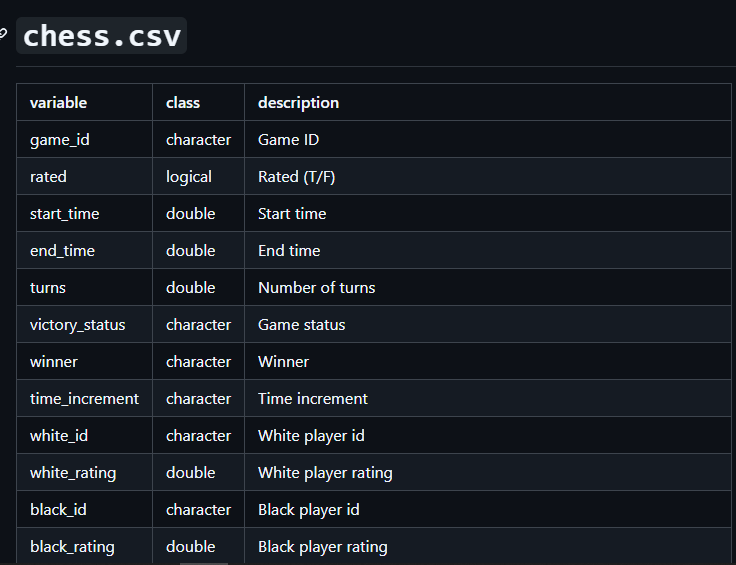 chess.csv
variable class description
game_id character Game ID
rated logical Rated (T/F)
start_time double Start time
end_time double End time
turns double Number of turns
victory_status character Game status
winner character Winner
time_increment character Time increment
white_id character White player id
white_rating double White player rating
black_id character Black player id
black_rating double Black player rating